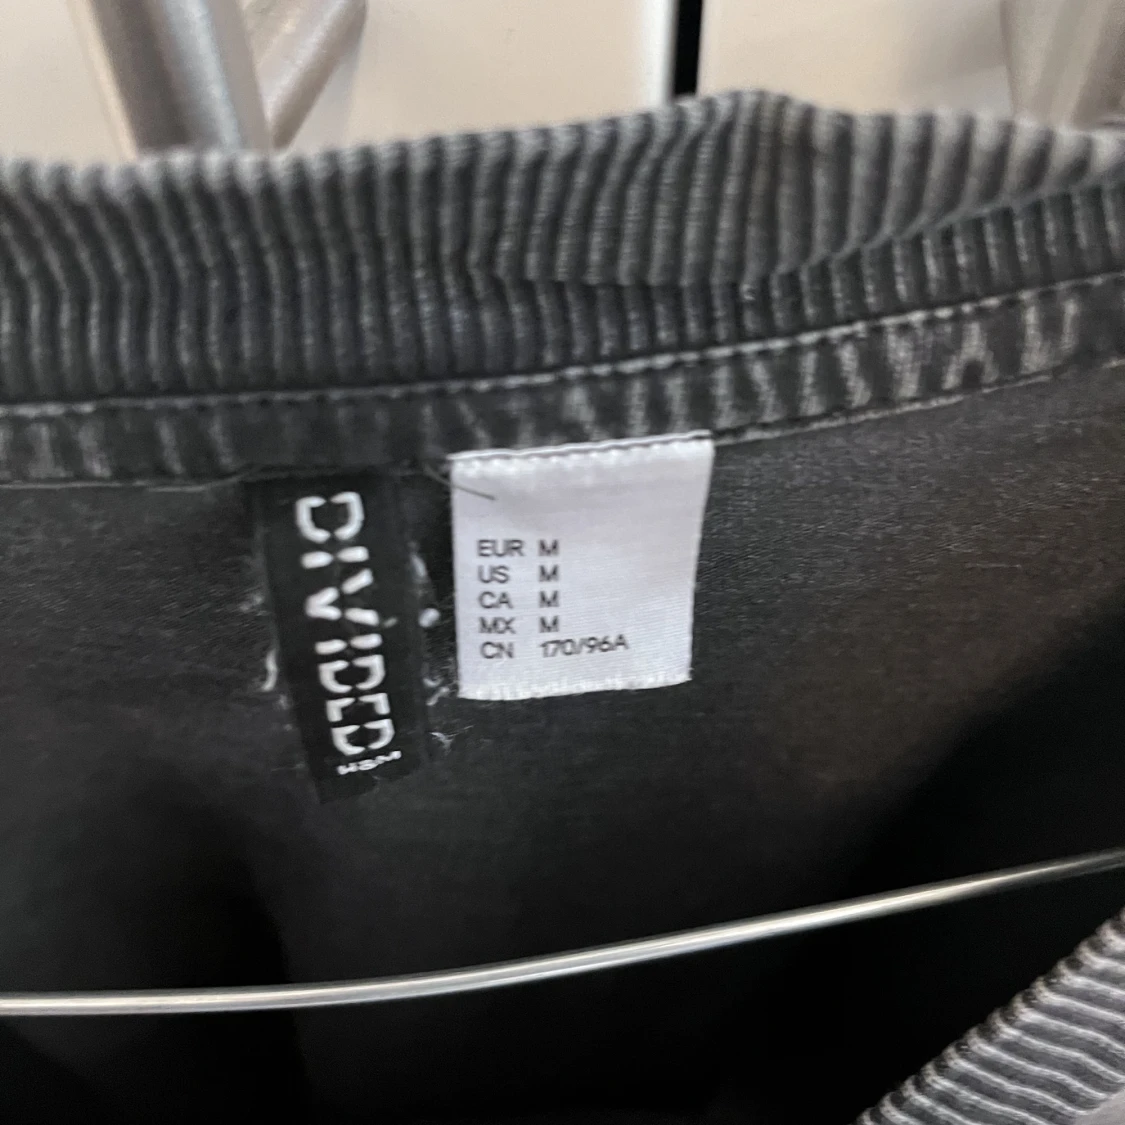 DIVIDED
H&M
EUR M
US M
CA M
MX M
CN 170/96A